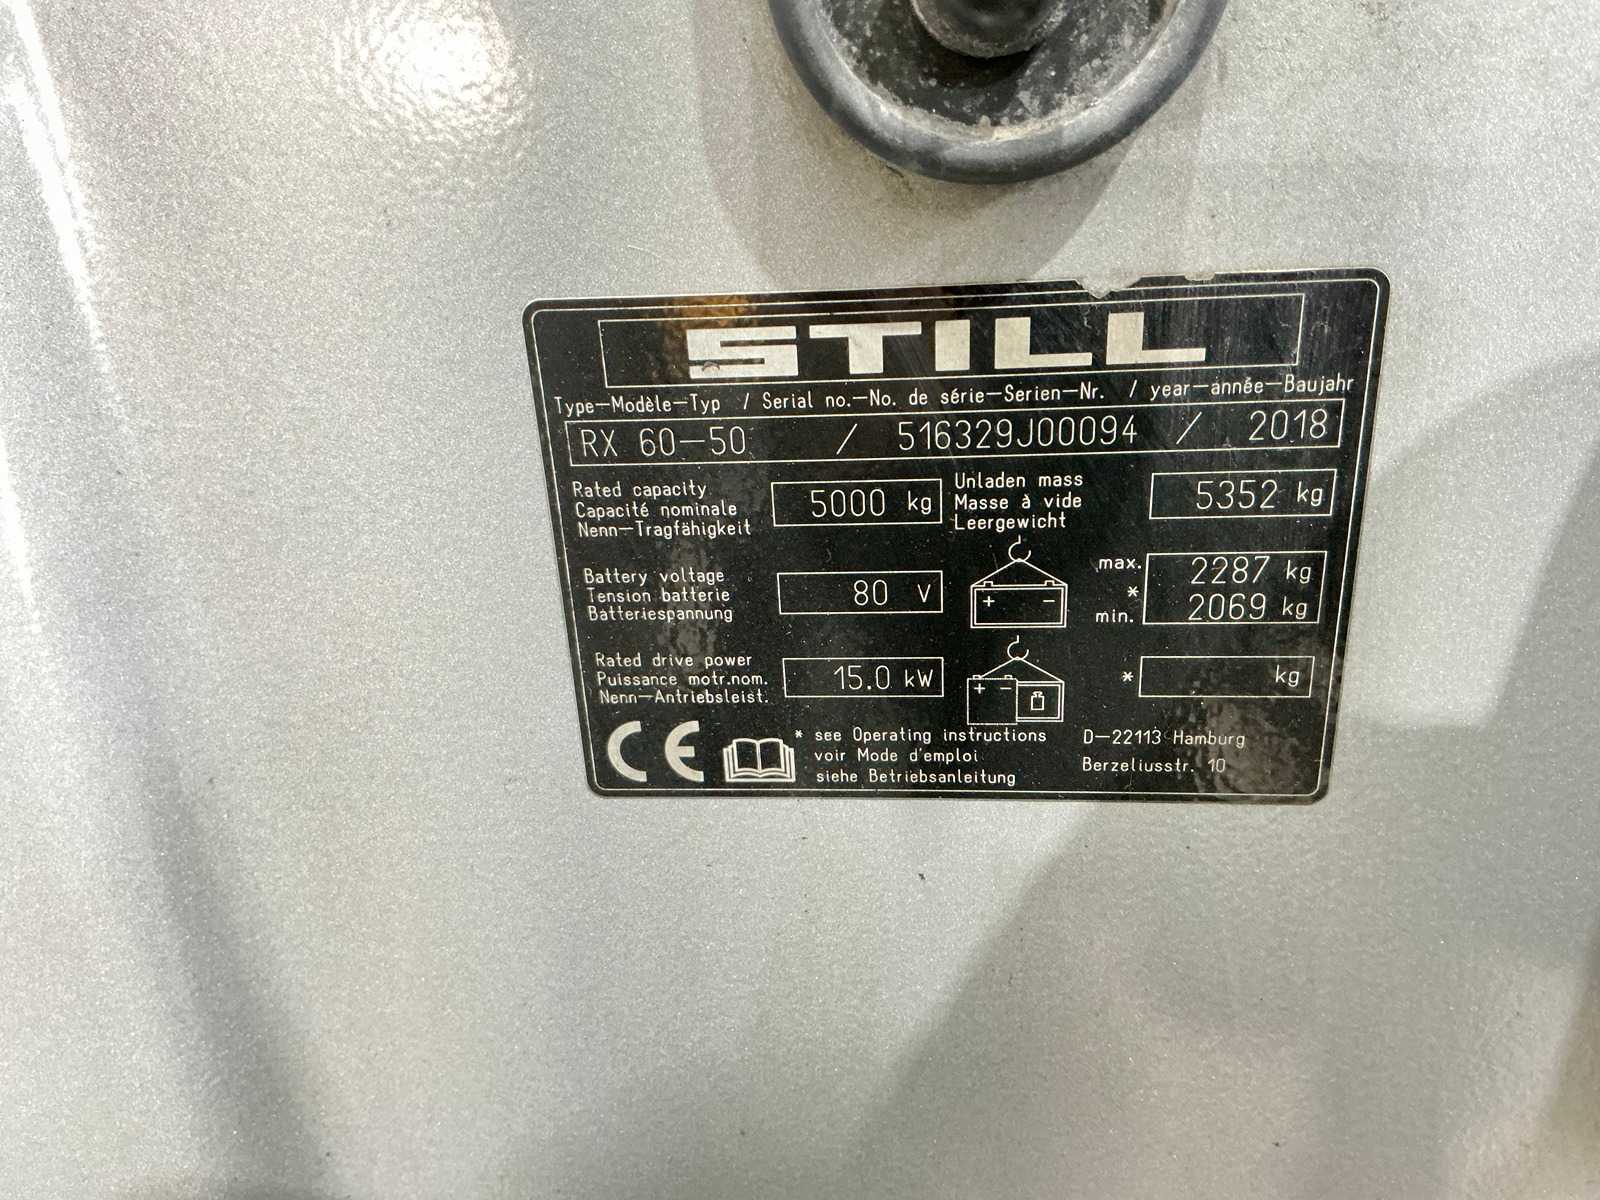 STILL
Type-Modèle-Typ / Serial no.-No. de série-Serien-Nr. / year-année-Baujahr
RX 60-50 / 516329J00094 / 2018
Rated capacity
Capacité nominale
Nenn-Tragfähigkeit
5000 kg
Unladen mass
Masse à vide
Leergewicht
5352 kg
Battery voltage
Tension batterie
Batteriespannung
80 V
+ -
max. 2287 kg
*
min. 2069 kg
Rated drive power
Puissance motr.nom.
Nenn-Antriebsleist.
15.0 kW
+ -
* kg
CE
* see Operating instructions
voir Mode d'emploi
siehe Betriebsanleitung
D-22113 Hamburg
Berzeliusstr. 10